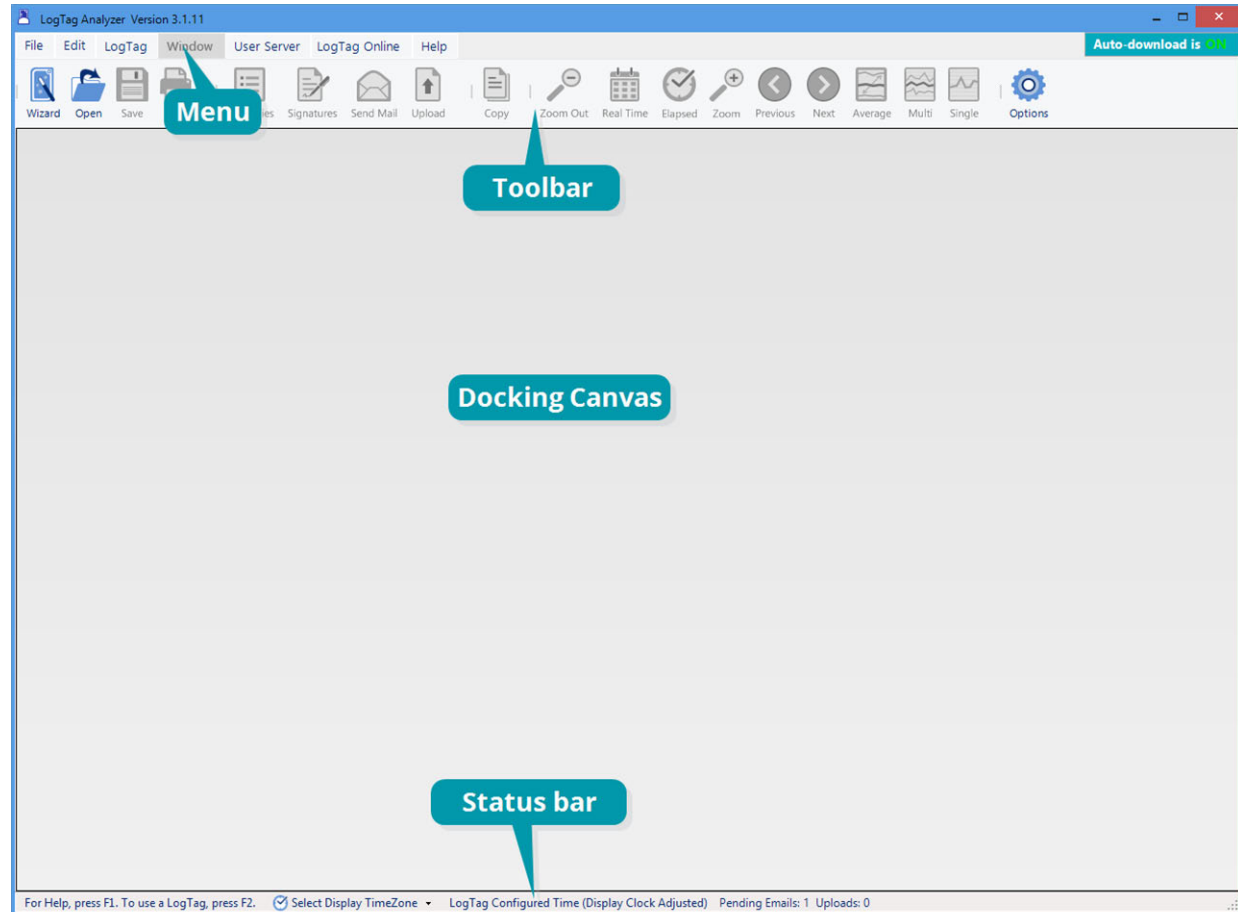 LogTag Analyzer Version 3.1.11
File Edit LogTag Window User Server LogTag Online Help Auto-download is ON
Wizard Open Save ies Signatures Send Mail Upload Copy Zoom Out Real Time Elapsed Zoom Previous Next Average Multi Single Options
Menu
Toolbar
Docking Canvas
Status bar
For Help, press F1. To use a LogTag, press F2. Select Display TimeZone LogTag Configured Time (Display Clock Adjusted) Pending Emails: 1 Uploads: 0